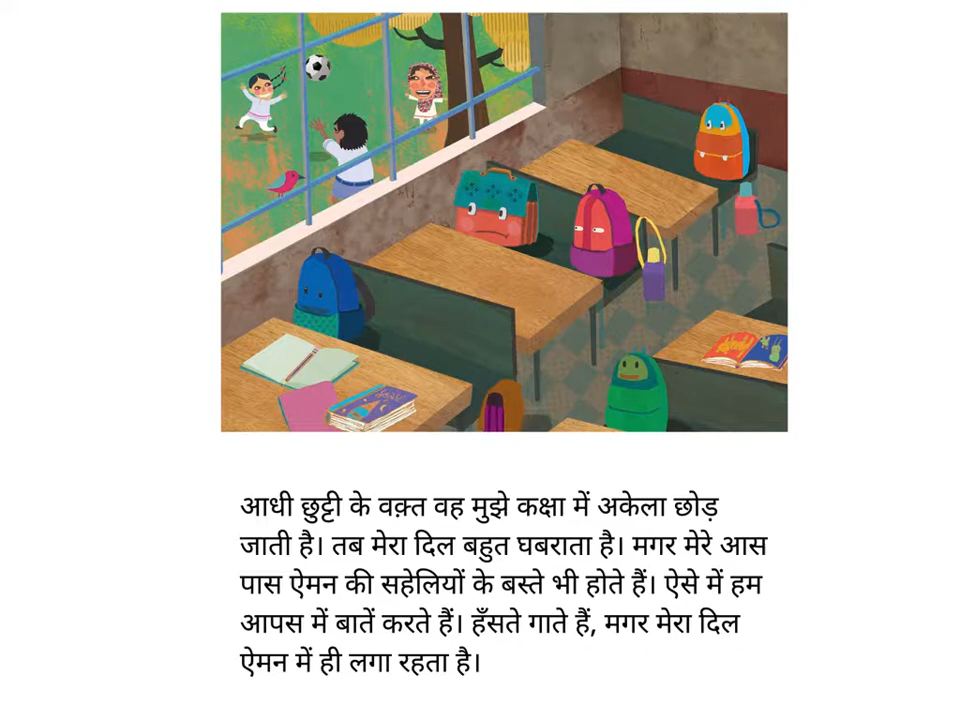 आधी छुट्टी के वक़्त वह मुझे कक्षा में अकेला छोड़
जाती है। तब मेरा दिल बहुत घबराता है। मगर मेरे आस
पास ऐमन की सहेलियों के बस्ते भी होते हैं। ऐसे में हम
आपस में बातें करते हैं। हँसते गाते हैं, मगर मेरा दिल
ऐमन में ही लगा रहता है।